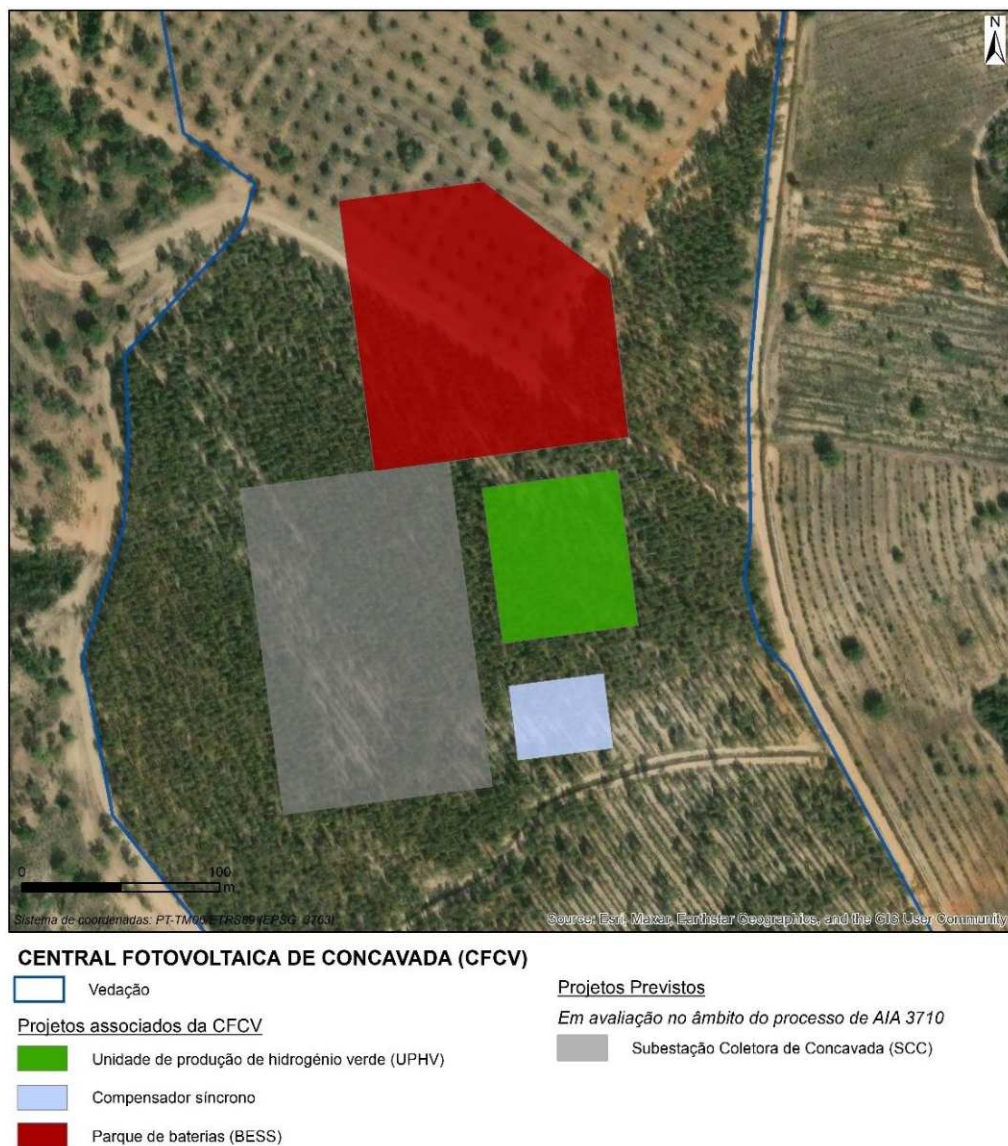 N
0 100
m
Sistema de coordenadas: PT-TM06/ETRS89 (EPSG: 3763)
Source: Esri, Maxar, Earthstar Geographics, and the GIS User Community
CENTRAL FOTOVOLTAICA DE CONCAVADA (CFCV)
Vedação
Projetos associados da CFCV
Unidade de produção de hidrogénio verde (UPHV)
Compensador síncrono
Parque de baterias (BESS)
Projetos Previstos
Em avaliação no âmbito do processo de AIA 3710
Subestação Coletora de Concavada (SCC)